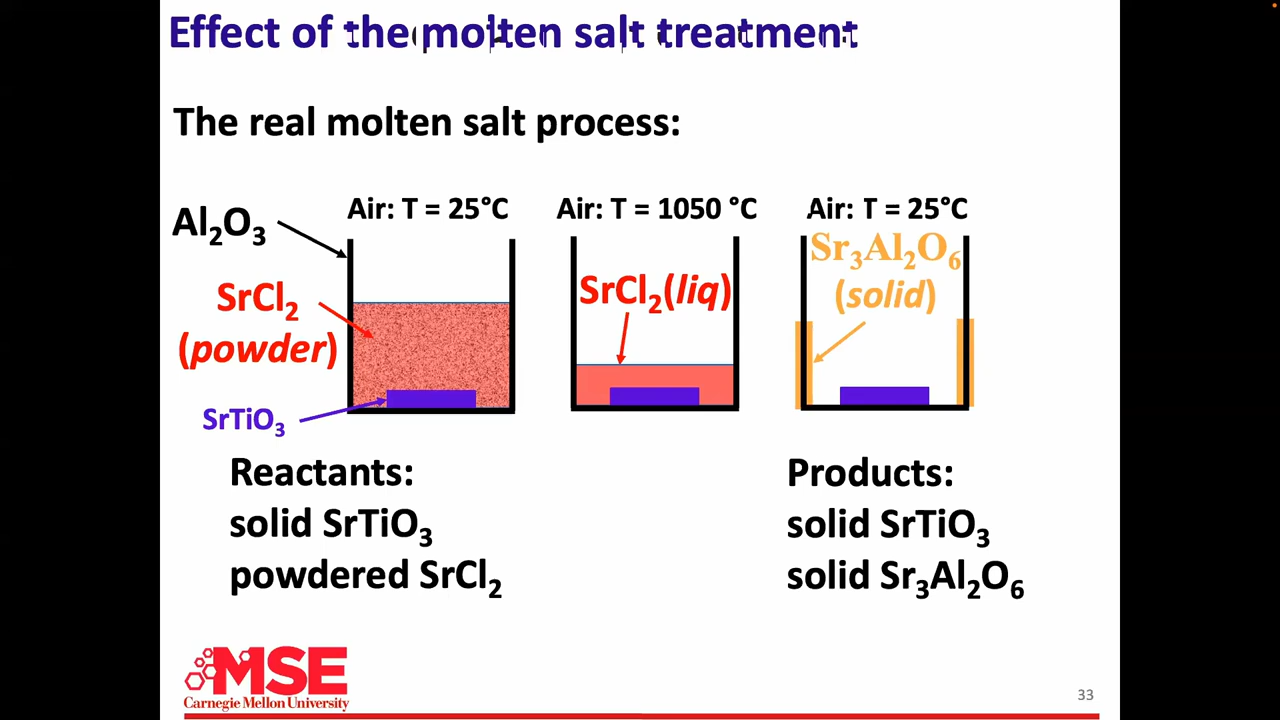 Effect of the molten salt treatment
The real molten salt process:
Air: T = 25°C
Air: T = 1050 °C
Air: T = 25°C
Al₂O₃
SrCl₂
(powder)
SrTiO₃
SrCl₂(liq)
Sr₃Al₂O₆
(solid)
Reactants:
solid SrTiO₃
powdered SrCl₂
Products:
solid SrTiO₃
solid Sr₃Al₂O₆
MSE
Carnegie Mellon University
33